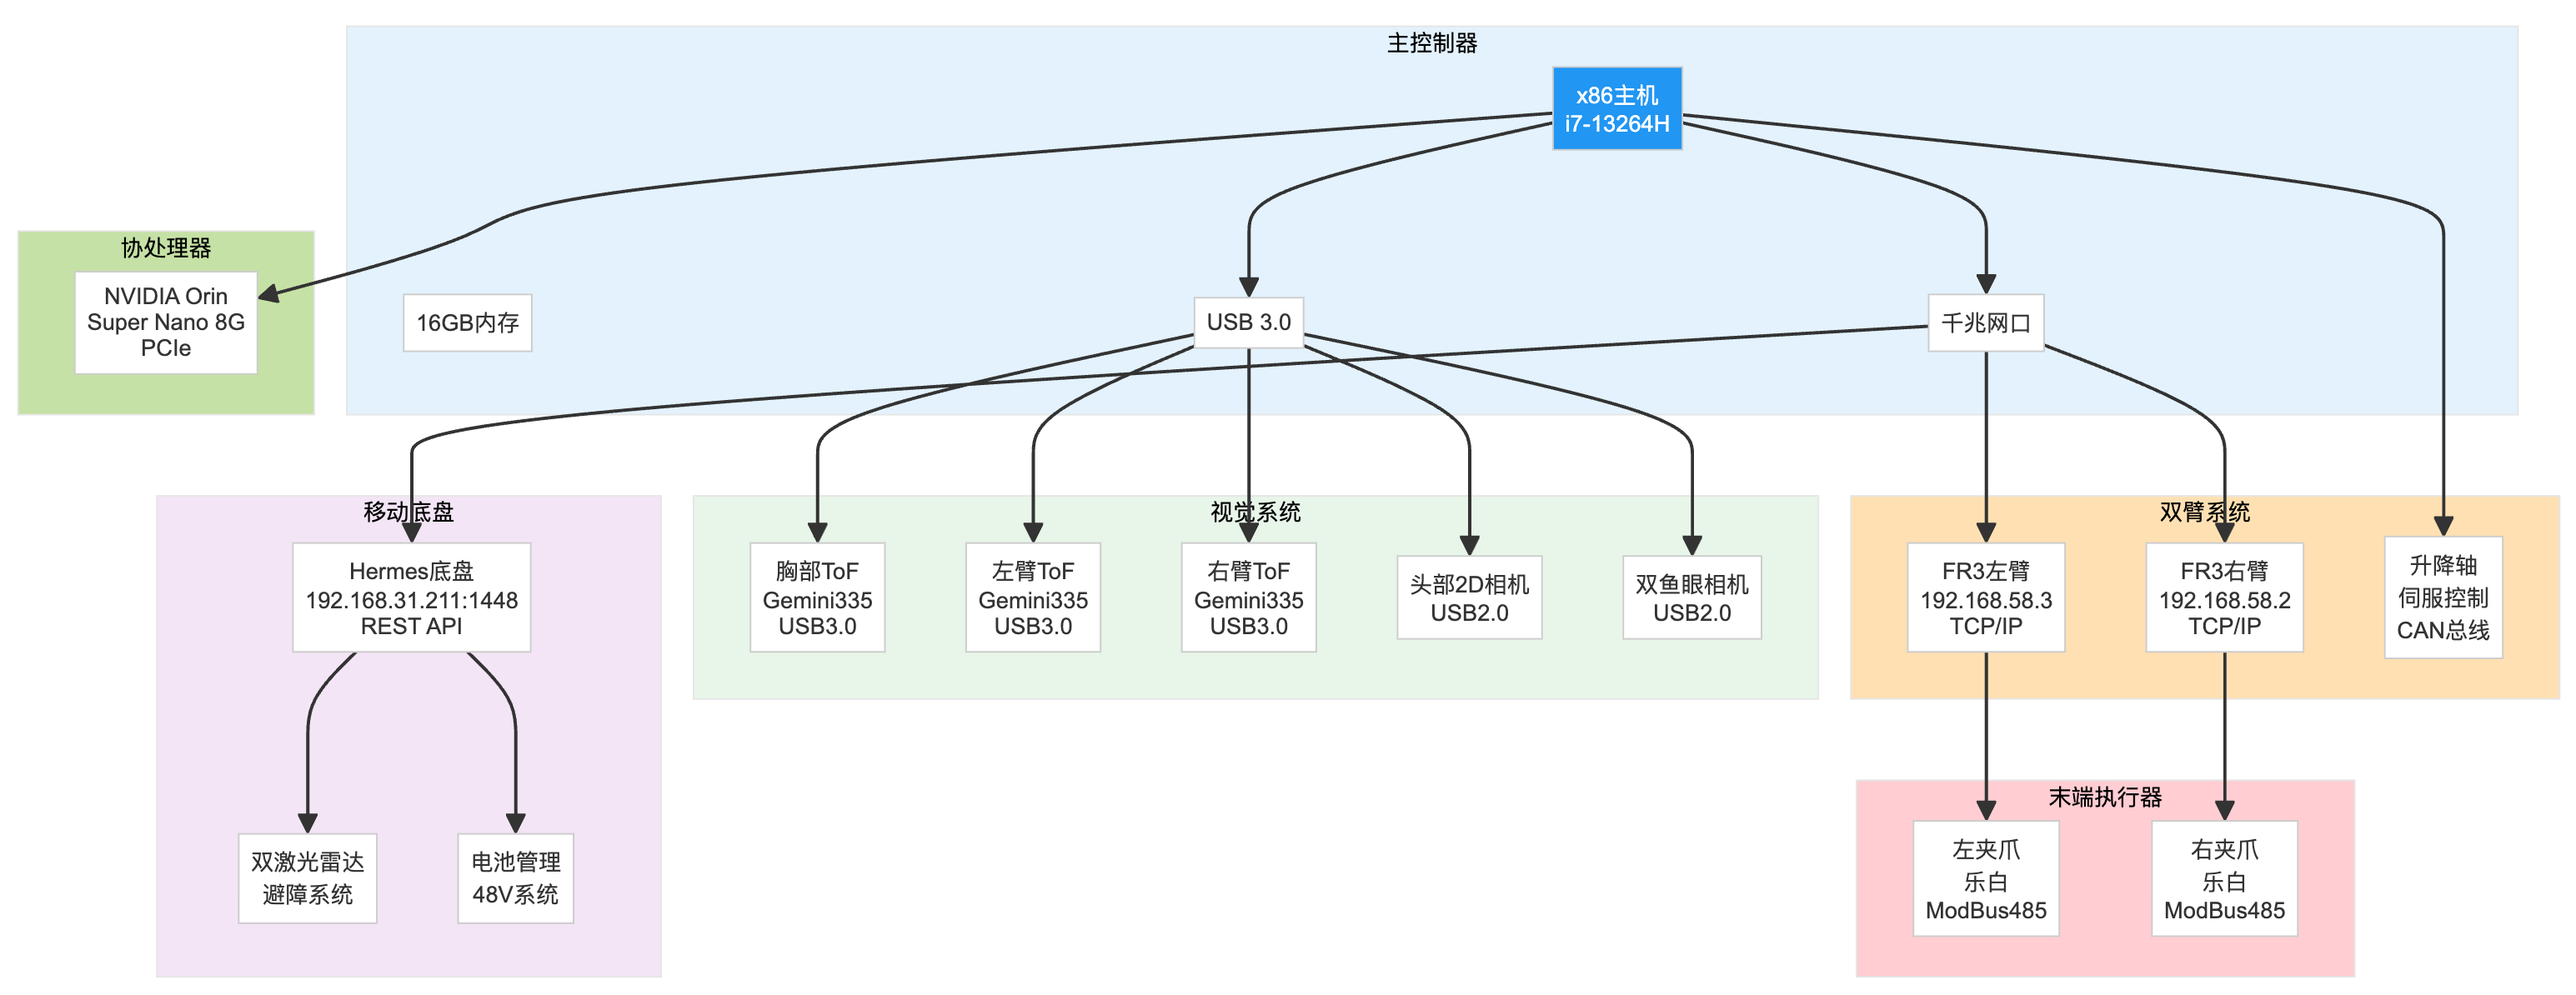 主控制器
x86主机
i7-13264H
协处理器
NVIDIA Orin
Super Nano 8G
PCIe
16GB内存
USB 3.0
千兆网口
移动底盘
Hermes底盘
192.168.31.211:1448
REST API
双激光雷达
避障系统
电池管理
48V系统
视觉系统
胸部ToF
Gemini335
USB3.0
左臂ToF
Gemini335
USB3.0
右臂ToF
Gemini335
USB3.0
头部2D相机
USB2.0
双鱼眼相机
USB2.0
双臂系统
FR3左臂
192.168.58.3
TCP/IP
FR3右臂
192.168.58.2
TCP/IP
升降轴
伺服控制
CAN总线
末端执行器
左夹爪
乐白
ModBus485
右夹爪
乐白
ModBus485